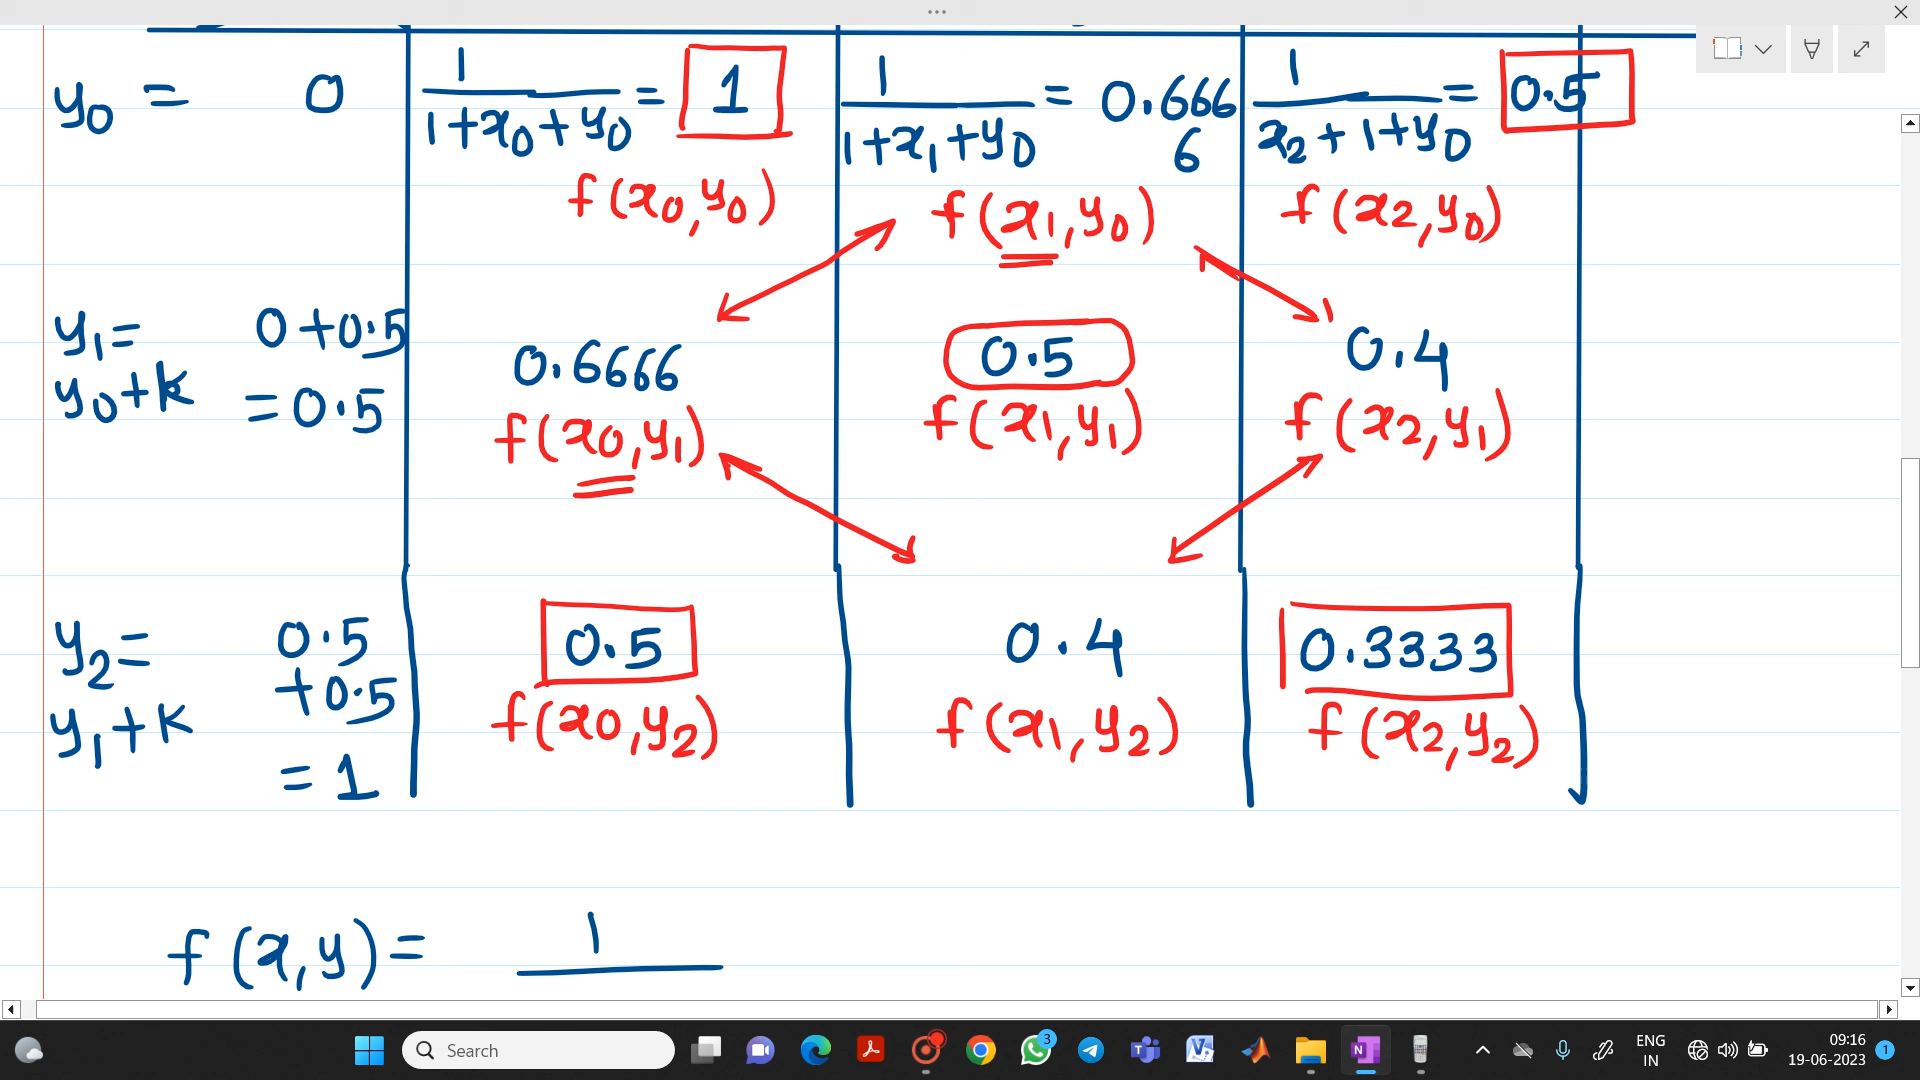 y0 = 0 1/(1+x0+y0) = 1 1/(1+x1+y0) = 0.6666 1/(x2+1+y0) = 0.5
f(x0,y0) f(x1,y0) f(x2,y0)
y1= 0+0.5 0.6666 0.5 0.4
y0+k =0.5 f(x0,y1) f(x1,y1) f(x2,y1)
y2= 0.5 0.5 0.4 0.3333
+0.5
y1+k f(x0,y2) f(x1,y2) f(x2,y2)
= 1
f(x,y)= 1
Search
3
ENG
IN
09:16
19-06-2023
1